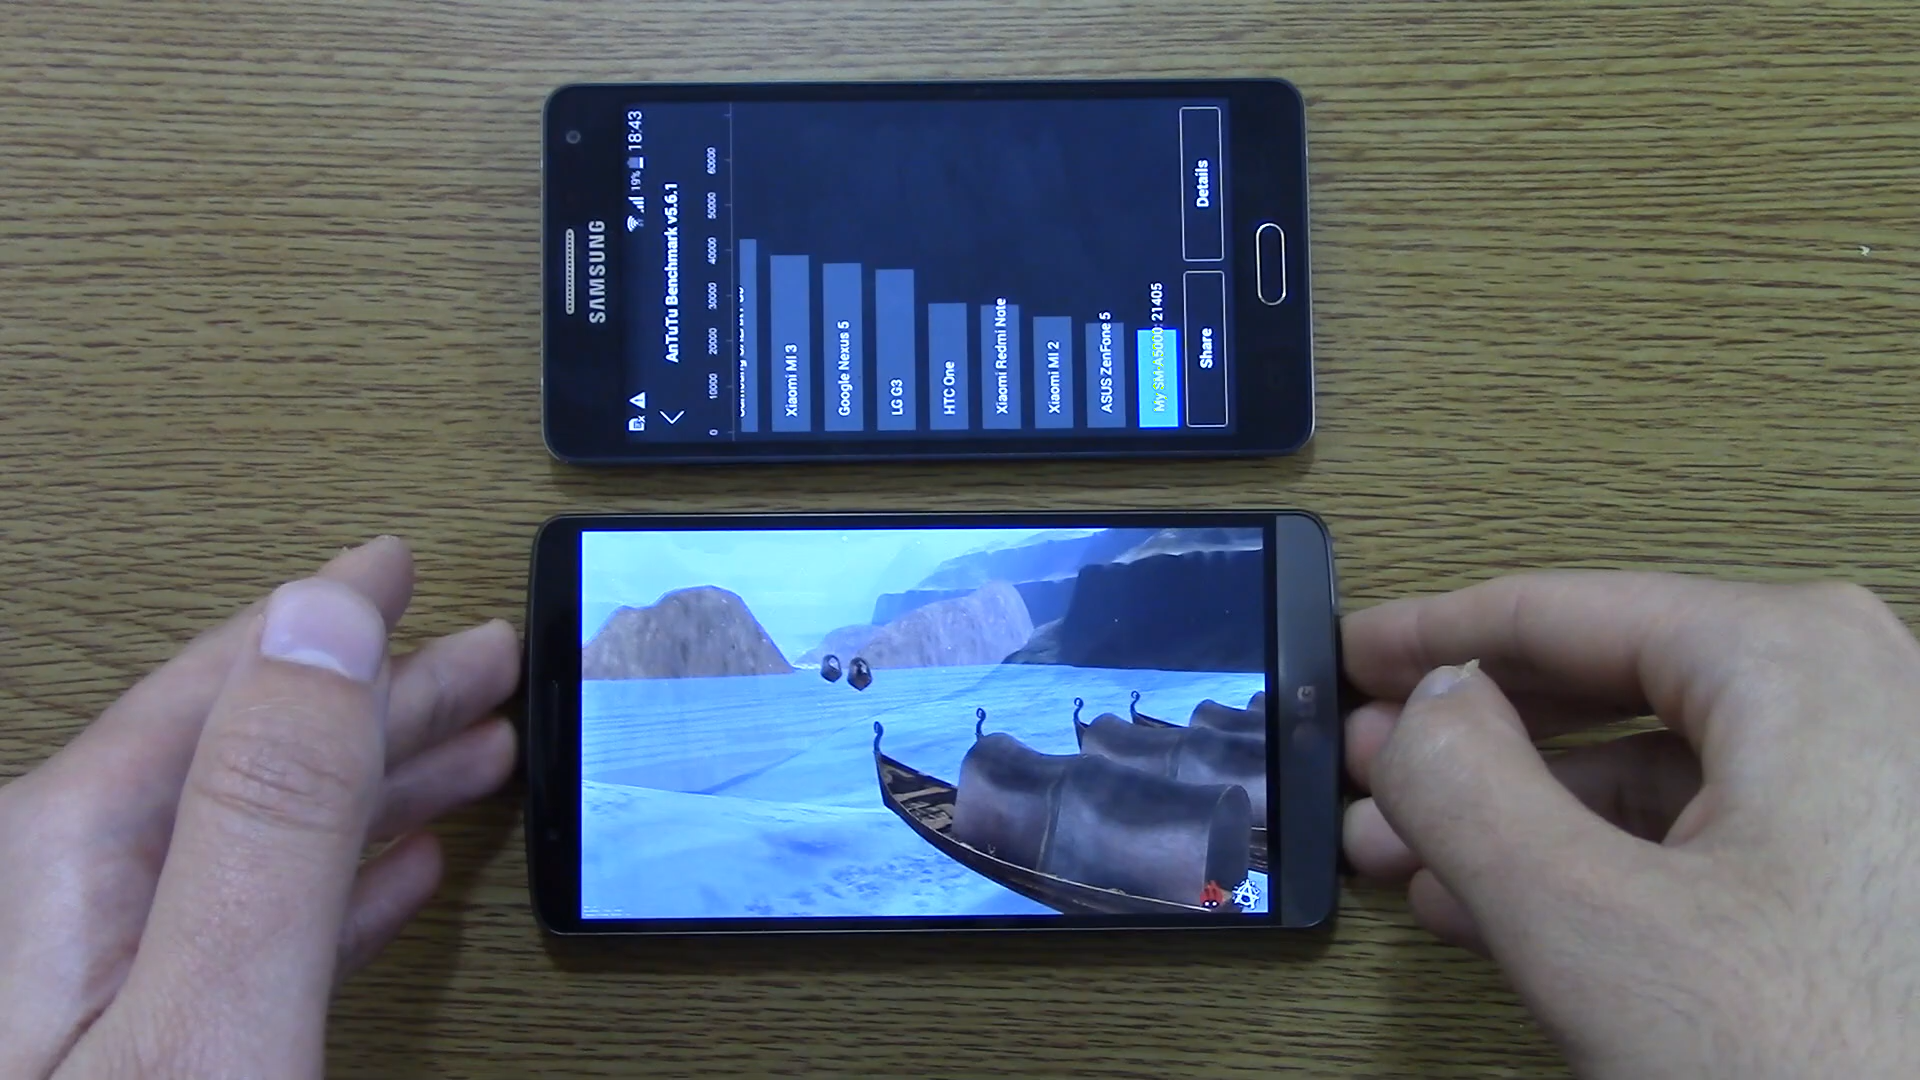 SAMSUNG
19% 18:43
AnTuTu Benchmark v5.6.1
0 10000 20000 30000 40000 50000 60000
Xiaomi MI 3
Google Nexus 5
LG G3
HTC One
Xiaomi Redmi Note
Xiaomi MI 2
ASUS ZenFone 5
My SM-A5000: 21405
Share Details
LG